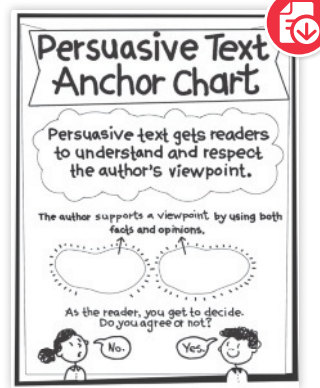 Persuasive Text
Anchor Chart
Persuasive text gets readers
to understand and respect
the author's viewpoint.
The author supports a viewpoint by using both
facts and opinions.
As the reader, you get to decide.
Do you agree or not?
No.
Yes.